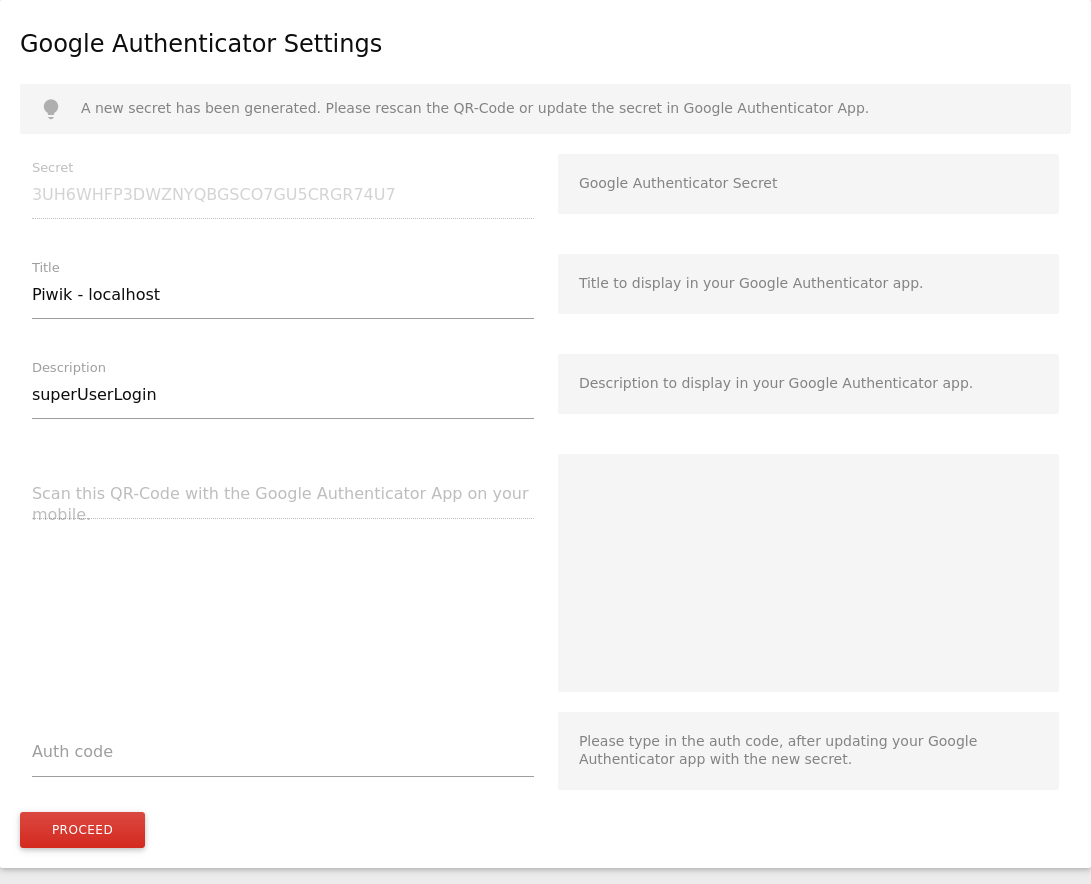 Google Authenticator Settings
A new secret has been generated. Please rescan the QR-Code or update the secret in Google Authenticator App.
Secret
3UH6WHFP3DWZNYQBGSCO7GU5CRGR74U7
Google Authenticator Secret
Title
Piwik - localhost
Title to display in your Google Authenticator app.
Description
superUserLogin
Description to display in your Google Authenticator app.
Scan this QR-Code with the Google Authenticator App on your
mobile.
Auth code
Please type in the auth code, after updating your Google
Authenticator app with the new secret.
PROCEED